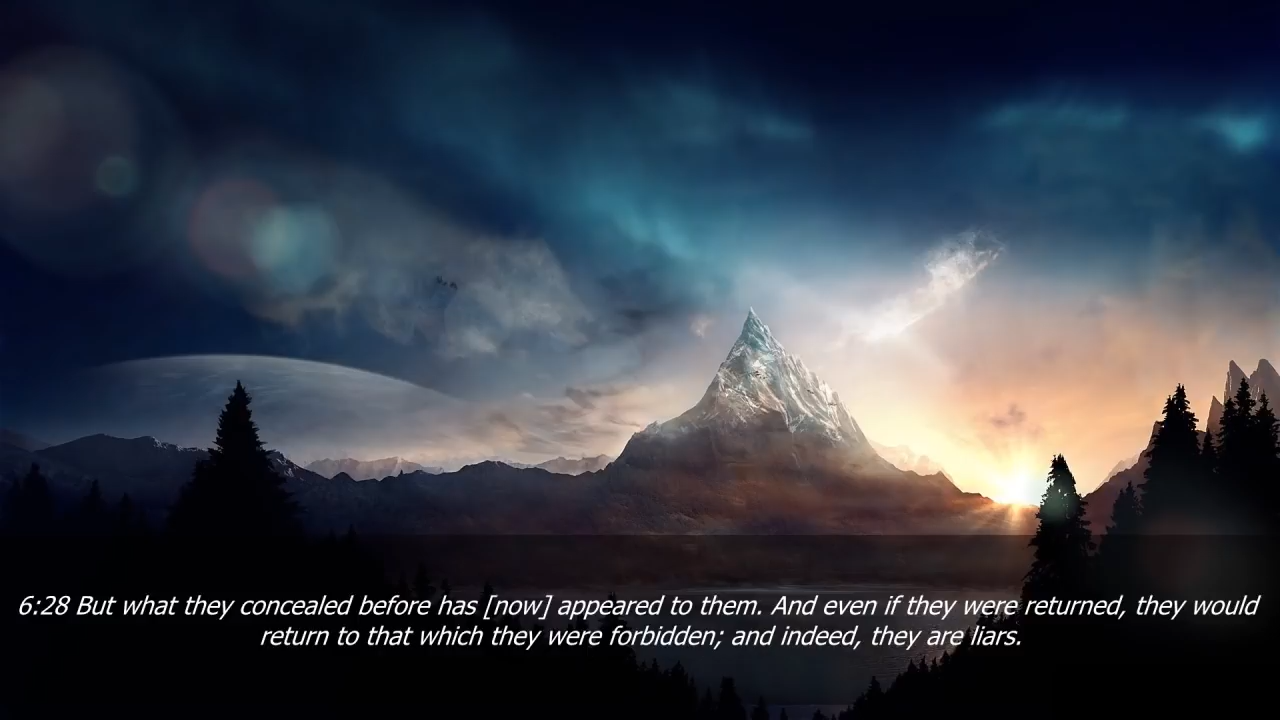 6:28 But what they concealed before has [now] appeared to them. And even if they were returned, they would
return to that which they were forbidden; and indeed, they are liars.